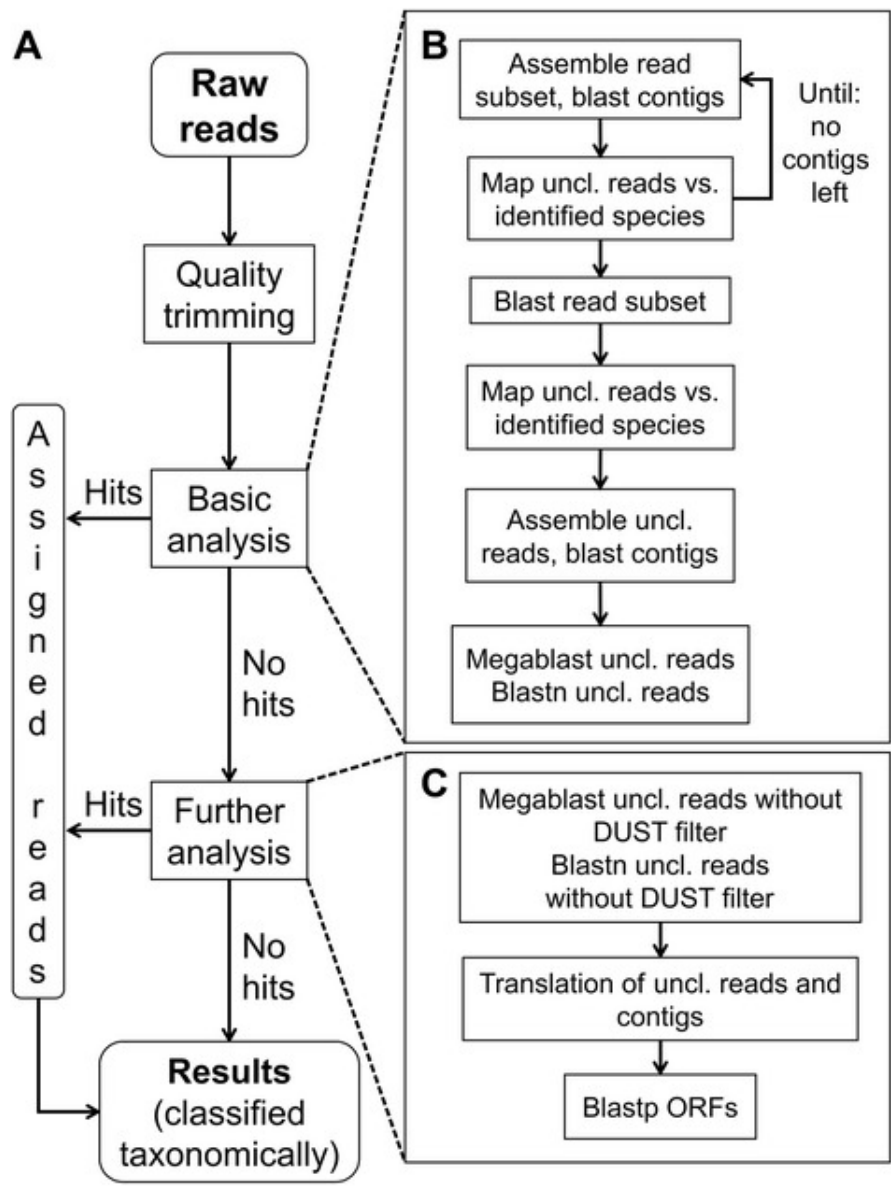 A
Raw
reads
Quality
trimming
Basic
analysis
Hits
No
hits
Further
analysis
Hits
No
hits
Assigned reads
Results
(classified
taxonomically)
B
Assemble read
subset, blast contigs
Until:
no
contigs
left
Map uncl. reads vs.
identified species
Blast read subset
Map uncl. reads vs.
identified species
Assemble uncl.
reads, blast contigs
Megablast uncl. reads
Blastn uncl. reads
C
Megablast uncl. reads without
DUST filter
Blastn uncl. reads
without DUST filter
Translation of uncl. reads and
contigs
Blastp ORFs